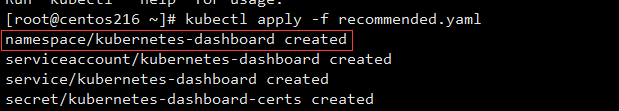 Run 'kubectl --help' for usage.
[root@centos216 ~]# kubectl apply -f recommended.yaml
namespace/kubernetes-dashboard created
serviceaccount/kubernetes-dashboard created
service/kubernetes-dashboard created
secret/kubernetes-dashboard-certs created